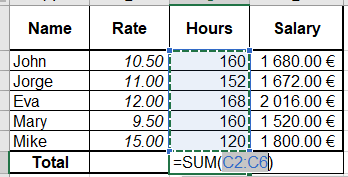 Name Rate Hours Salary
John 10.50 160 1 680.00 €
Jorge 11.00 152 1 672.00 €
Eva 12.00 168 2 016.00 €
Mary 9.50 160 1 520.00 €
Mike 15.00 120 1 800.00 €
Total =SUM(C2:C6)